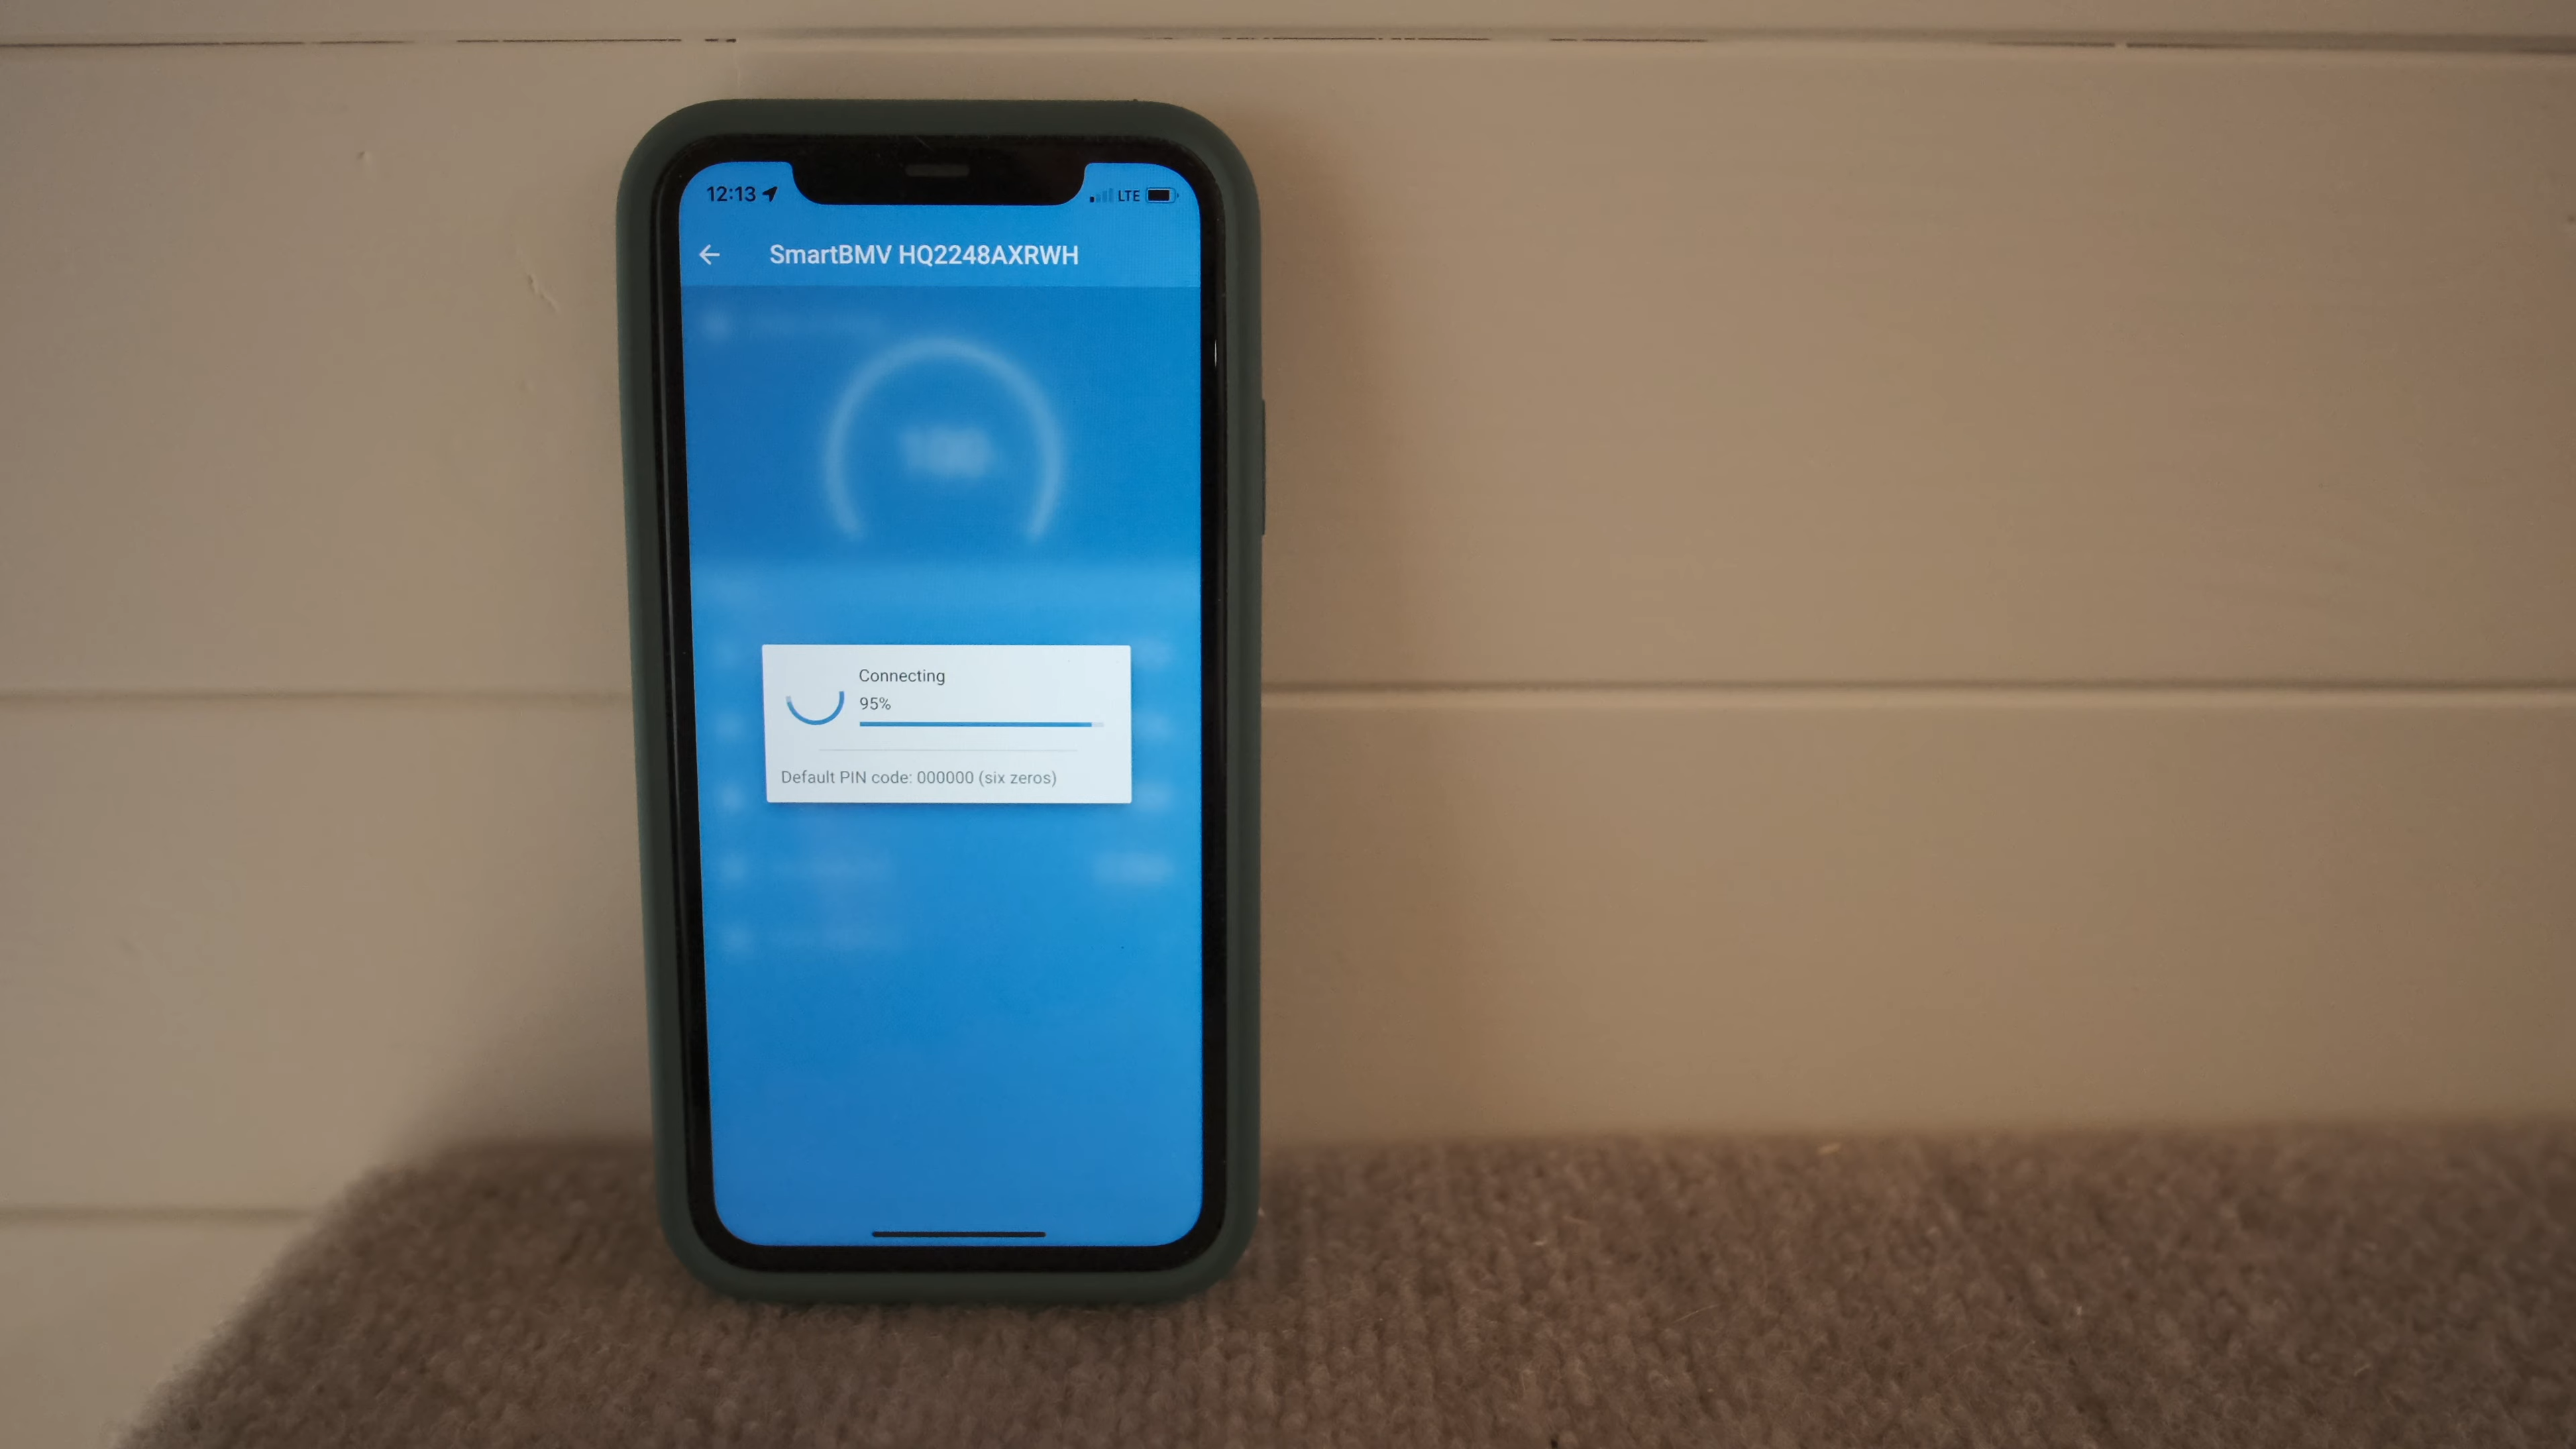 12:13 LTE
SmartBMV HQ2248AXRWH
Connecting
95%
Default PIN code: 000000 (six zeros)